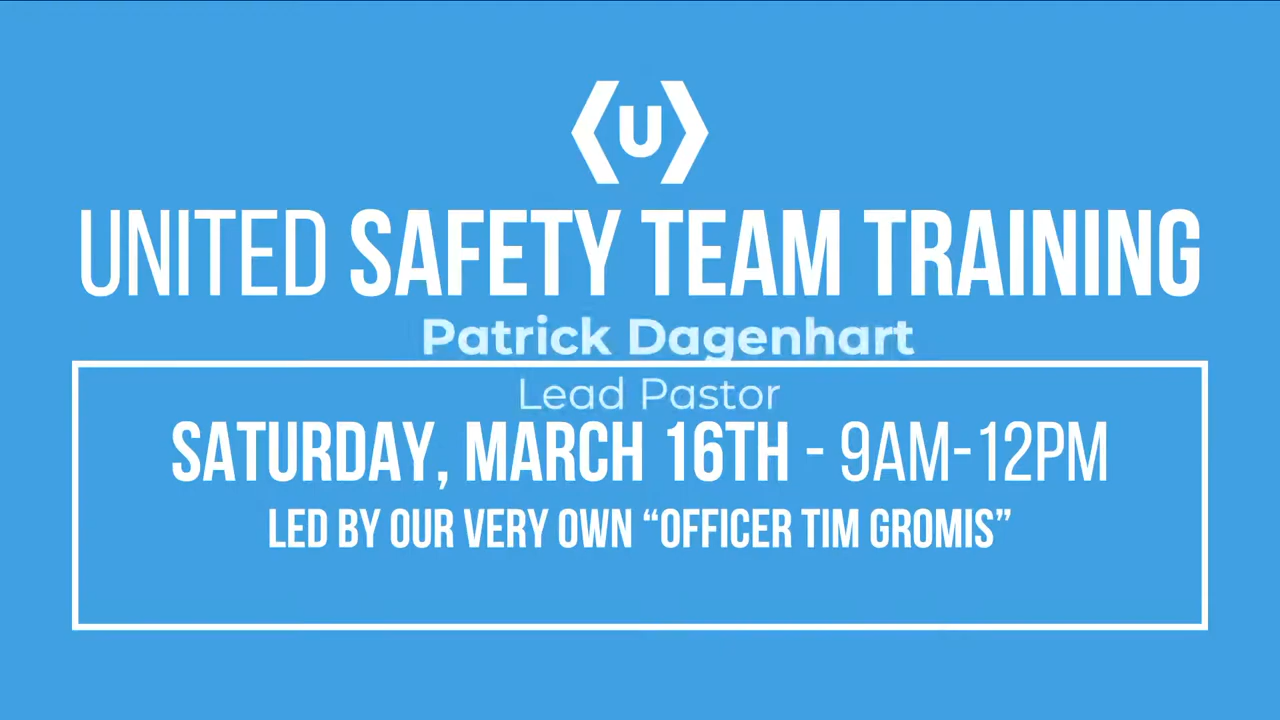 U
UNITED SAFETY TEAM TRAINING
Patrick Dagenhart
Lead Pastor
SATURDAY, MARCH 16TH - 9AM-12PM
LED BY OUR VERY OWN “OFFICER TIM GROMIS”